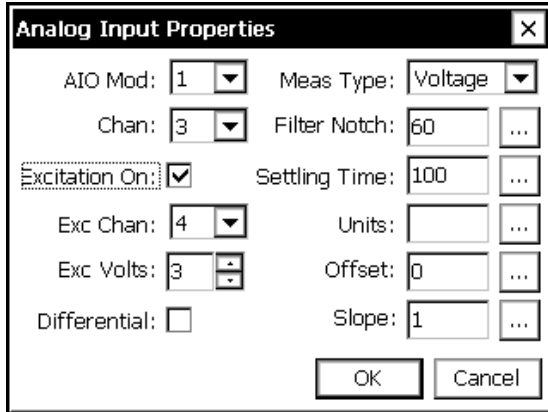 Analog Input Properties
AIO Mod: 1 Meas Type: Voltage
Chan: 3 Filter Notch: 60 ...
Excitation On: Settling Time: 100 ...
Exc Chan: 4 Units: ...
Exc Volts: 3 Offset: 0 ...
Differential: Slope: 1 ...
OK Cancel